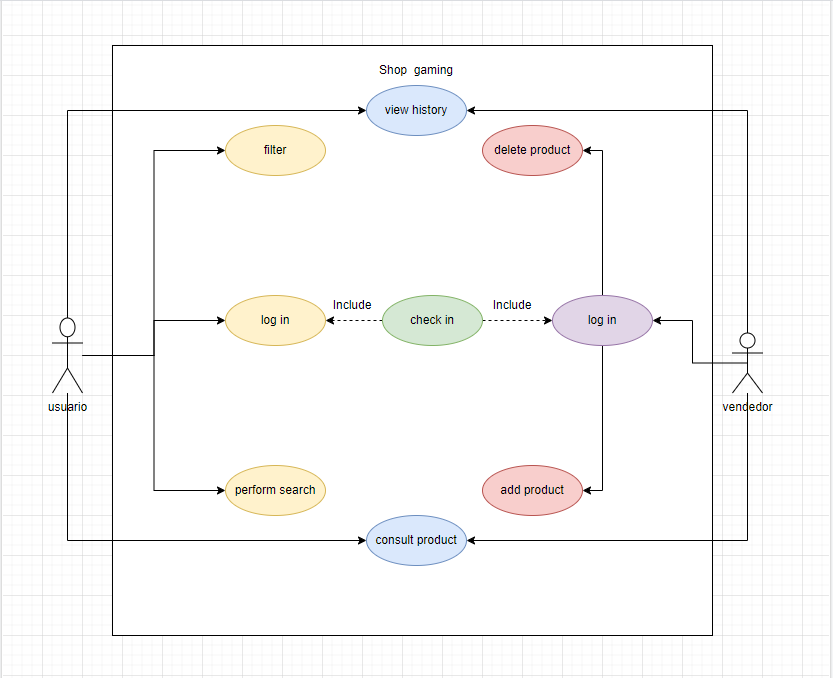 Shop gaming
view history
filter
delete product
Include
Include
log in
check in
log in
usuario
vendedor
perform search
add product
consult product